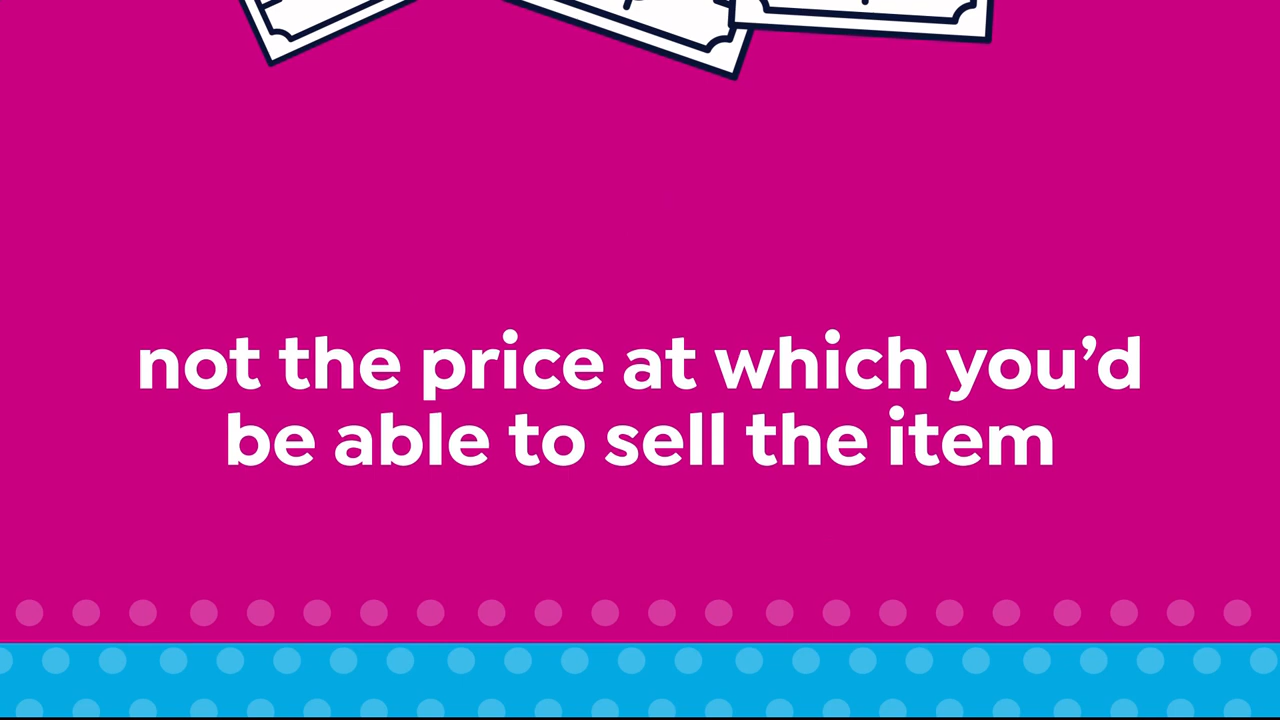 not the price at which you’d
be able to sell the item